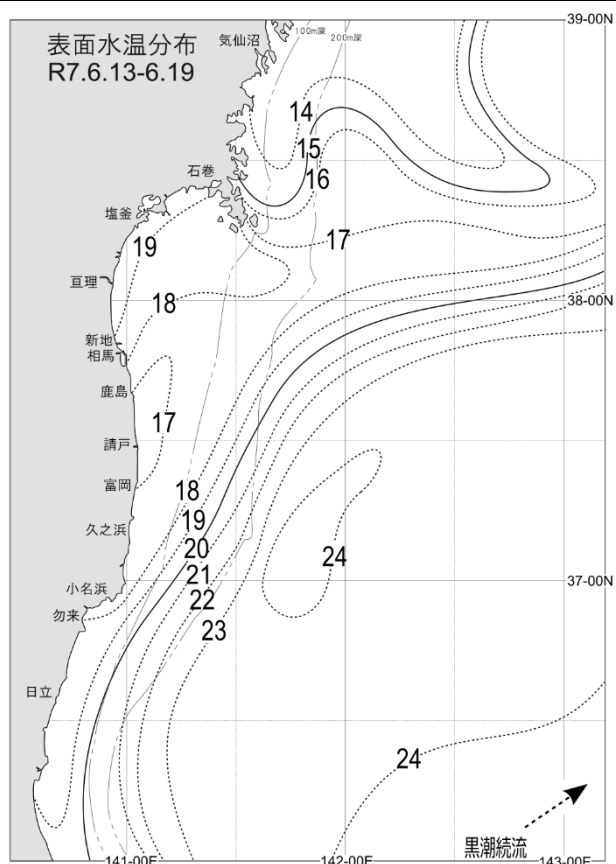 表面水温分布
R7.6.13-6.19
気仙沼
100m深
200m深
39-00N
14
15
石巻
16
塩釜
19
17
亘理
18
38-00N
新地
相馬
鹿島
17
請戸
富岡
18
久之浜
19
20
24
21
37-00N
小名浜
22
勿来
23
日立
24
黒潮続流
141-00E
142-00E
143-00E